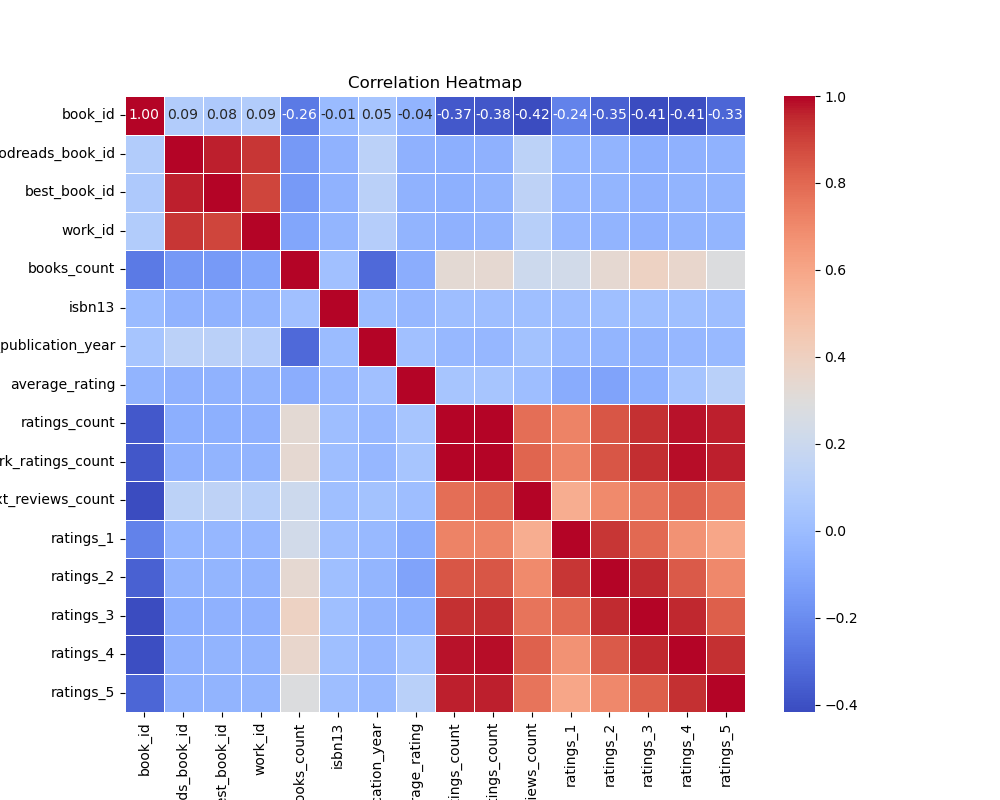 Correlation Heatmap
book_id 1.00 0.09 0.08 0.09 -0.26 -0.01 0.05 -0.04 -0.37 -0.38 -0.42 -0.24 -0.35 -0.41 -0.41 -0.33
odreads_book_id
best_book_id
work_id
books_count
isbn13
publication_year
average_rating
ratings_count
rk_ratings_count
xt_reviews_count
ratings_1
ratings_2
ratings_3
ratings_4
ratings_5
book_id
ds_book_id
est_book_id
work_id
ooks_count
isbn13
cation_year
rage_rating
tings_count
tings_count
iews_count
ratings_1
ratings_2
ratings_3
ratings_4
ratings_5
1.0
0.8
0.6
0.4
0.2
0.0
−0.2
−0.4